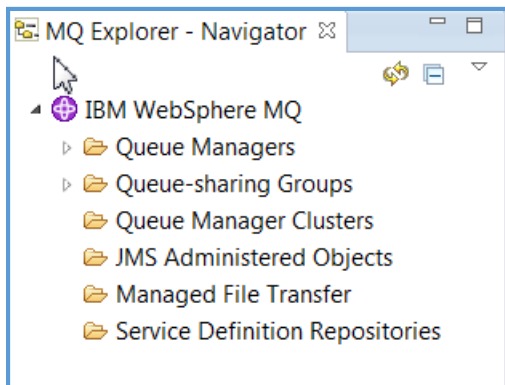 MQ Explorer - Navigator
IBM WebSphere MQ
Queue Managers
Queue-sharing Groups
Queue Manager Clusters
JMS Administered Objects
Managed File Transfer
Service Definition Repositories